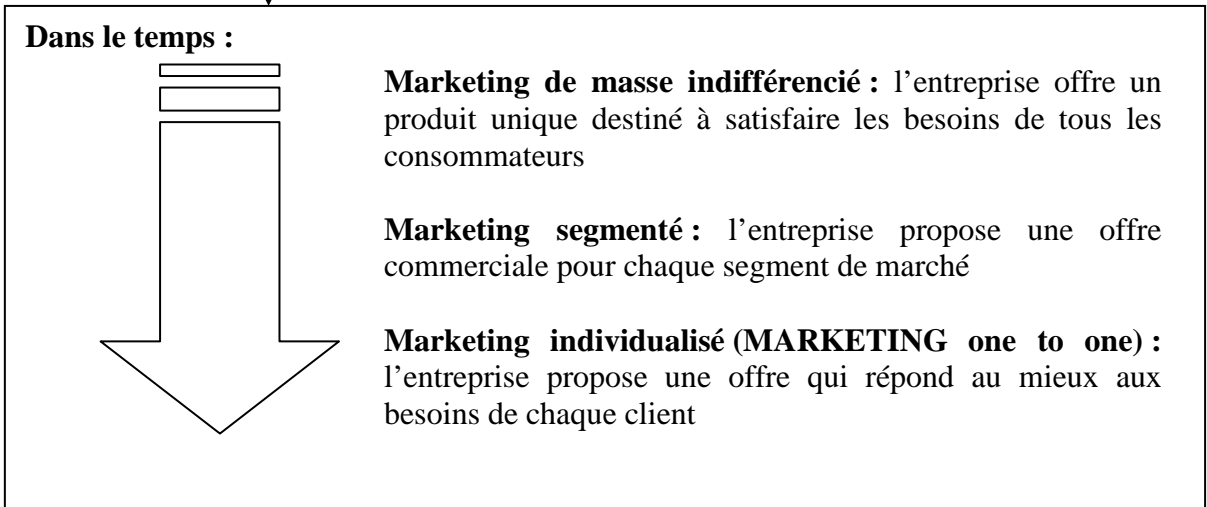 Dans le temps :
Marketing de masse indifférencié : l’entreprise offre un
produit unique destiné à satisfaire les besoins de tous les
consommateurs
Marketing segmenté : l’entreprise propose une offre
commerciale pour chaque segment de marché
Marketing individualisé (MARKETING one to one) :
l’entreprise propose une offre qui répond au mieux aux
besoins de chaque client